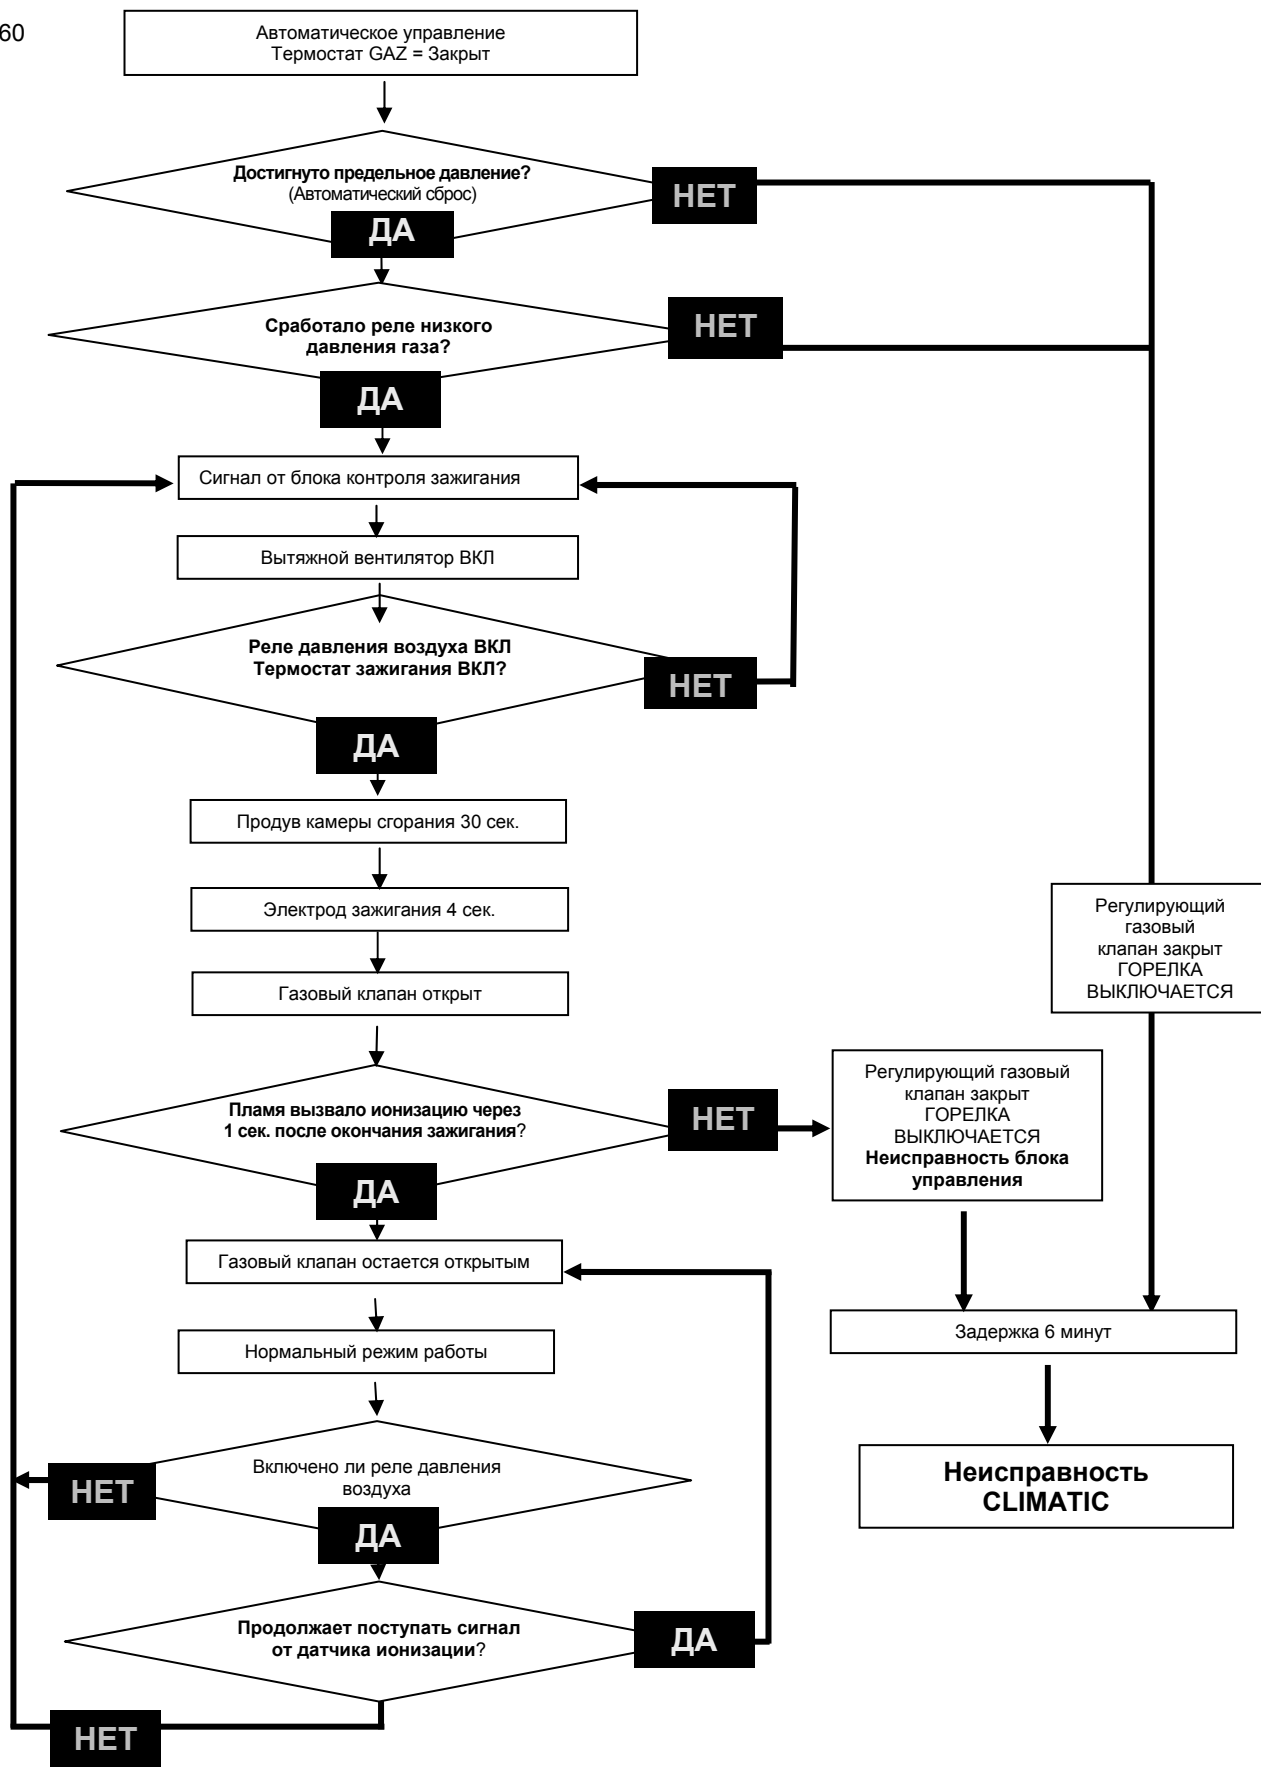 60
Автоматическое управление
Термостат GAZ = Закрыт
Достигнуто предельное давление?
(Автоматический сброс)
НЕТ
ДА
Сработало реле низкого
давления газа?
НЕТ
ДА
Сигнал от блока контроля зажигания
Вытяжной вентилятор ВКЛ
Реле давления воздуха ВКЛ
Термостат зажигания ВКЛ?
НЕТ
ДА
Продув камеры сгорания 30 сек.
Электрод зажигания 4 сек.
Газовый клапан открыт
Регулирующий
газовый
клапан закрыт
ГОРЕЛКА
ВЫКЛЮЧАЕТСЯ
Пламя вызвало ионизацию через
1 сек. после окончания зажигания?
НЕТ
Регулирующий газовый
клапан закрыт
ГОРЕЛКА
ВЫКЛЮЧАЕТСЯ
Неисправность блока
управления
ДА
Газовый клапан остается открытым
Задержка 6 минут
Нормальный режим работы
Включено ли реле давления
воздуха
НЕТ
ДА
Неисправность
CLIMATIC
Продолжает поступать сигнал
от датчика ионизации?
ДА
НЕТ